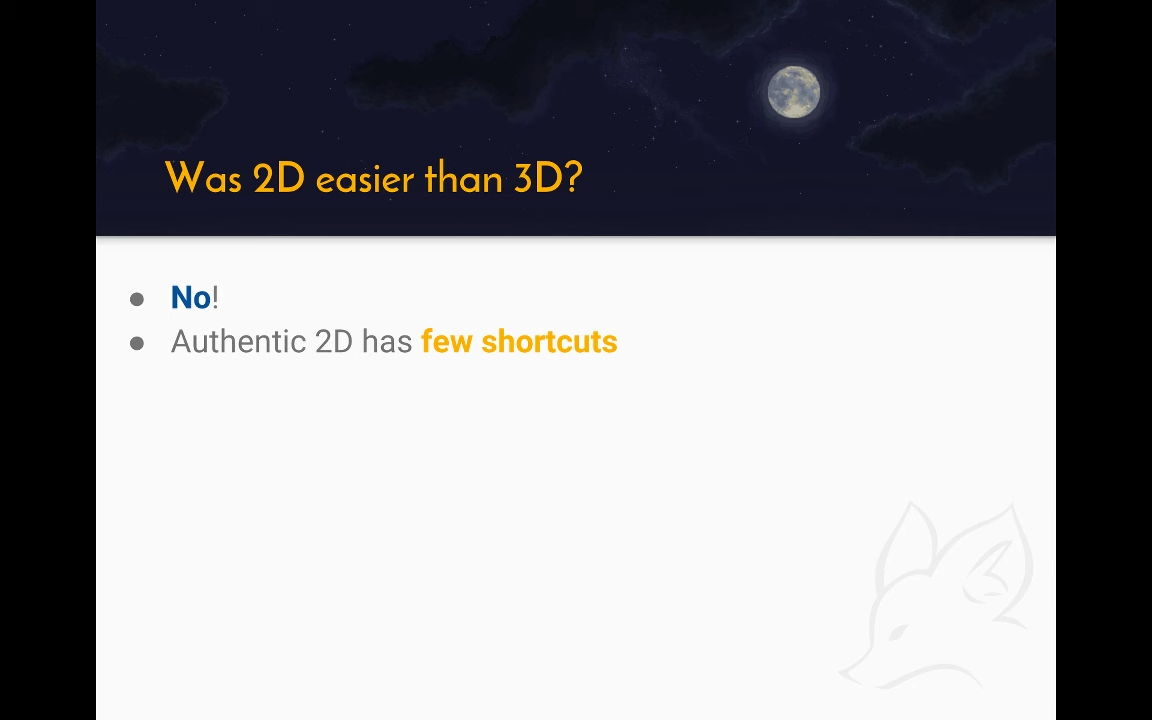 Was 2D easier than 3D?
● No!
● Authentic 2D has few shortcuts